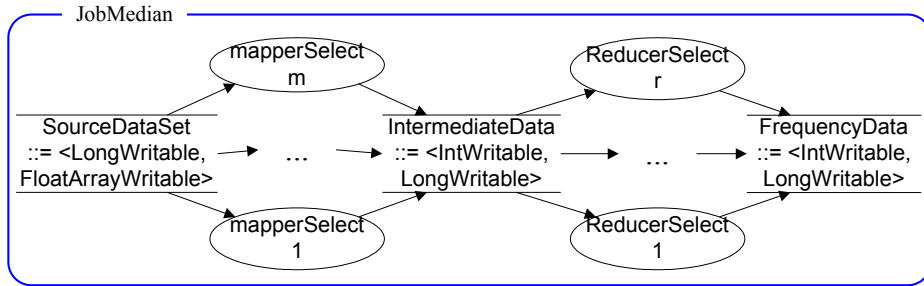 JobMedian
mapperSelect
m
ReducerSelect
r
SourceDataSet
::= <LongWritable,
FloatArrayWritable>
...
IntermediateData
::= <IntWritable,
LongWritable>
...
FrequencyData
::= <IntWritable,
LongWritable>
mapperSelect
1
ReducerSelect
1